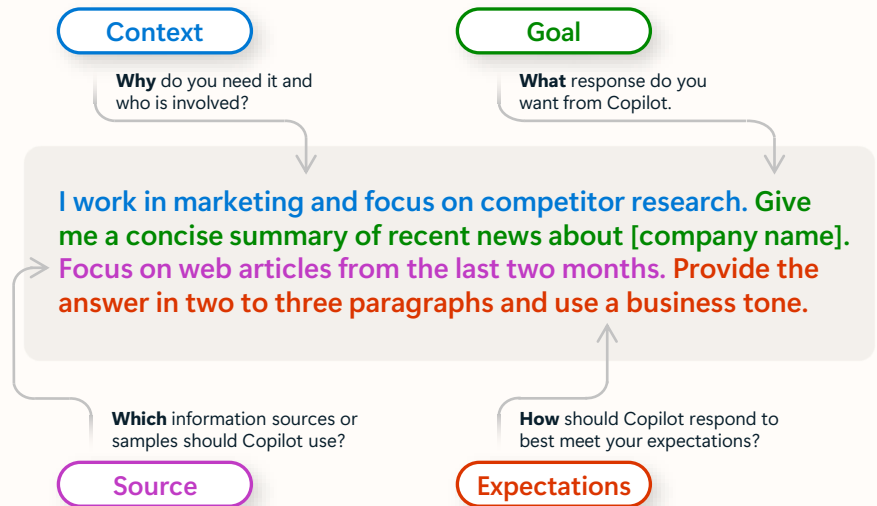 Context
Goal
Why do you need it and
who is involved?
What response do you
want from Copilot.
I work in marketing and focus on competitor research. Give
me a concise summary of recent news about [company name].
Focus on web articles from the last two months. Provide the
answer in two to three paragraphs and use a business tone.
Which information sources or
samples should Copilot use?
How should Copilot respond to
best meet your expectations?
Source
Expectations